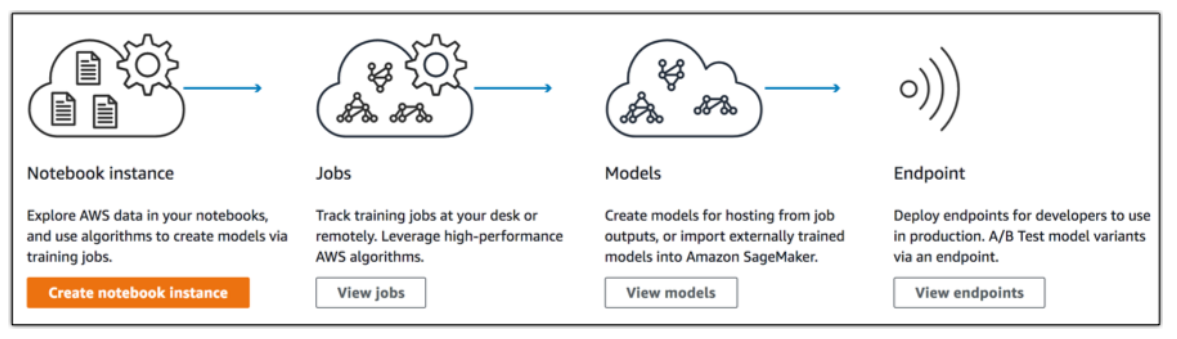 Notebook instance
Explore AWS data in your notebooks,
and use algorithms to create models via
training jobs.
Create notebook instance
Jobs
Track training jobs at your desk or
remotely. Leverage high-performance
AWS algorithms.
View jobs
Models
Create models for hosting from job
outputs, or import externally trained
models into Amazon SageMaker.
View models
Endpoint
Deploy endpoints for developers to use
in production. A/B Test model variants
via an endpoint.
View endpoints